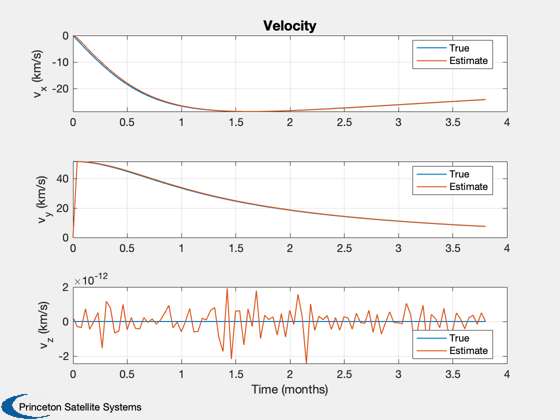 Velocity
0
-10
-20
v_x (km/s)
True
Estimate
0 0.5 1 1.5 2 2.5 3 3.5 4
40
20
0
v_y (km/s)
True
Estimate
0 0.5 1 1.5 2 2.5 3 3.5 4
×10^-12
2
0
-2
v_z (km/s)
True
Estimate
0 0.5 1 1.5 2 2.5 3 3.5 4
Time (months)
Princeton Satellite Systems